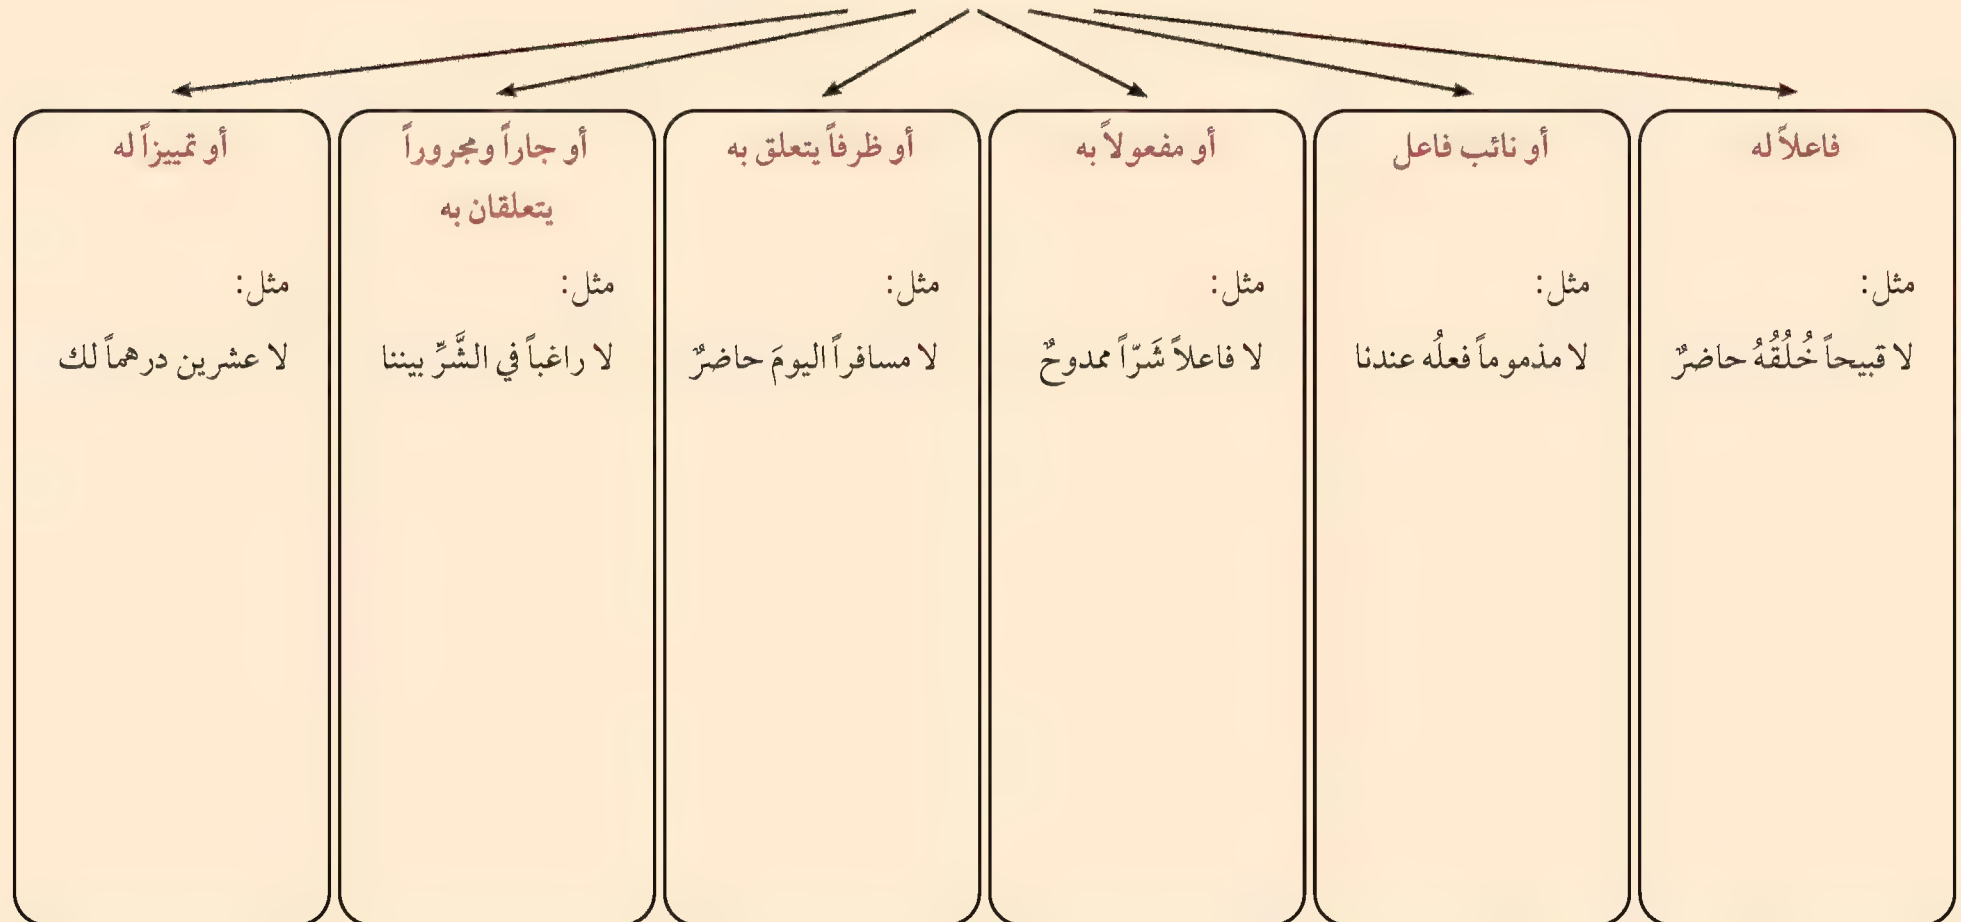 فاعلاً له
مثل:
لا قبيحاً خُلُقُهُ حاضرٌ
أو نائب فاعل
مثل:
لا مذموماً فعلُه عندنا
أو مفعولاً به
مثل:
لا فاعلاً شَرّاً ممدوحٌ
أو ظرفاً يتعلق به
مثل:
لا مسافراً اليومَ حاضرٌ
أو جاراً ومجروراً
يتعلقان به
مثل:
لا راغباً في الشَّرِّ بيننا
أو تمييزاً له
مثل:
لا عشرين درهماً لك